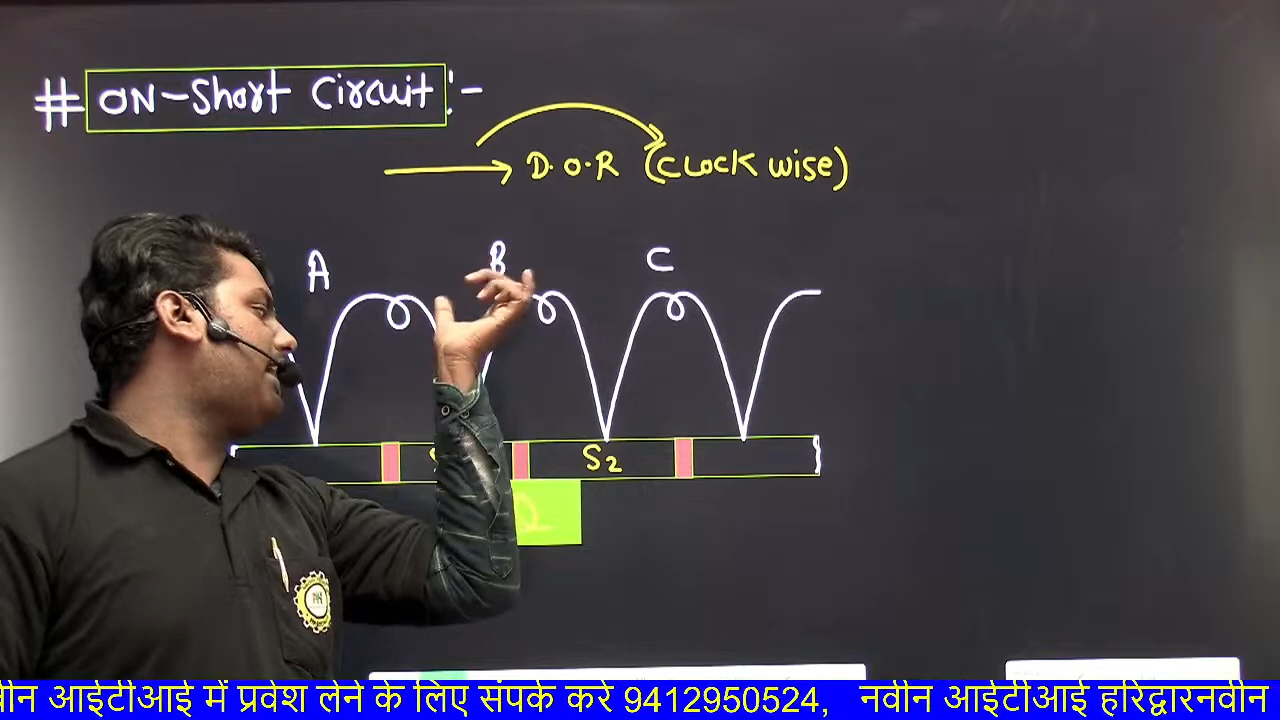 # ON-Short Circuit :-
D.O.R (CLOCK wise)
A B C
S2
वीन आईटीआई में प्रवेश लेने के लिए संपर्क करे 9412950524, नवीन आईटीआई हरिद्वारनवीन